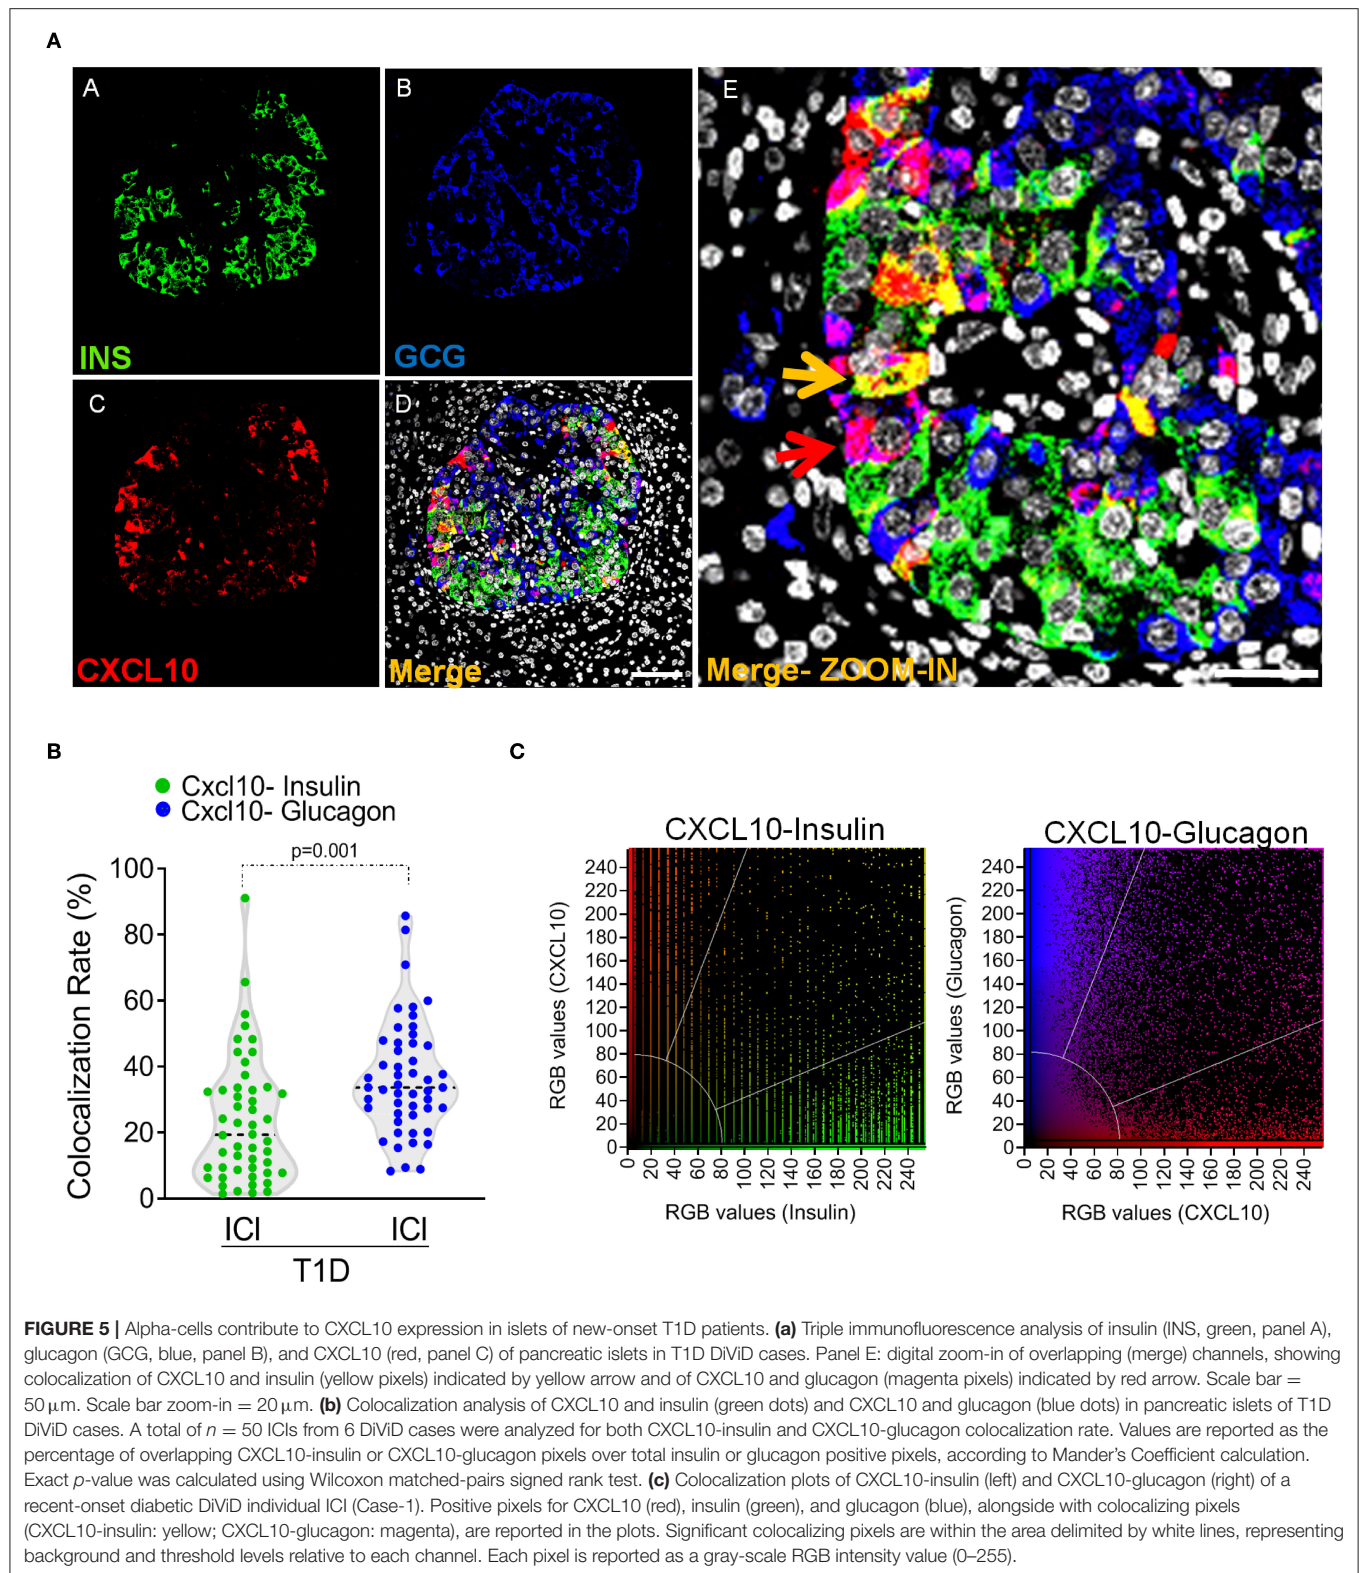 A
A
B
E
INS
GCG
C
D
CXCL10
Merge
Merge- ZOOM-IN
B
Cxcl10- Insulin
Cxcl10- Glucagon
p=0.001
Colocalization Rate (%)
100
80
60
40
20
0
ICI
ICI
T1D
C
CXCL10-Insulin
RGB values (CXCL10)
240
220
200
180
160
140
120
100
80
60
40
20
0
0 20 40 60 80 100 120 140 160 180 200 220 240
RGB values (Insulin)
CXCL10-Glucagon
RGB values (Glucagon)
240
220
200
180
160
140
120
100
80
60
40
20
0
0 20 40 60 80 100 120 140 160 180 200 220 240
RGB values (CXCL10)
FIGURE 5 | Alpha-cells contribute to CXCL10 expression in islets of new-onset T1D patients. (a) Triple immunofluorescence analysis of insulin (INS, green, panel A),
glucagon (GCG, blue, panel B), and CXCL10 (red, panel C) of pancreatic islets in T1D DiViD cases. Panel E: digital zoom-in of overlapping (merge) channels, showing
colocalization of CXCL10 and insulin (yellow pixels) indicated by yellow arrow and of CXCL10 and glucagon (magenta pixels) indicated by red arrow. Scale bar =
50 μm. Scale bar zoom-in = 20 μm. (b) Colocalization analysis of CXCL10 and insulin (green dots) and CXCL10 and glucagon (blue dots) in pancreatic islets of T1D
DiViD cases. A total of n = 50 ICIs from 6 DiViD cases were analyzed for both CXCL10-insulin and CXCL10-glucagon colocalization rate. Values are reported as the
percentage of overlapping CXCL10-insulin or CXCL10-glucagon pixels over total insulin or glucagon positive pixels, according to Mander's Coefficient calculation.
Exact p-value was calculated using Wilcoxon matched-pairs signed rank test. (c) Colocalization plots of CXCL10-insulin (left) and CXCL10-glucagon (right) of a
recent-onset diabetic DiViD individual ICI (Case-1). Positive pixels for CXCL10 (red), insulin (green), and glucagon (blue), alongside with colocalizing pixels
(CXCL10-insulin: yellow; CXCL10-glucagon: magenta), are reported in the plots. Significant colocalizing pixels are within the area delimited by white lines, representing
background and threshold levels relative to each channel. Each pixel is reported as a gray-scale RGB intensity value (0–255).